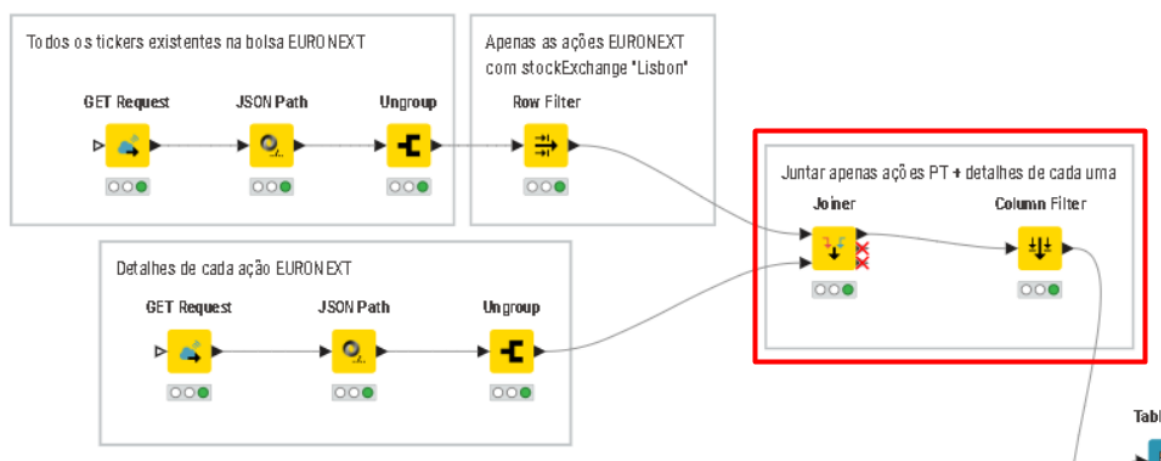 Todos os tickers existentes na bolsa EURONEXT
GET Request
JSON Path
Ungroup
Apenas as ações EURONEXT
com stockExchange "Lisbon"
Row Filter
Juntar apenas ações PT + detalhes de cada uma
Joiner
Column Filter
Detalhes de cada ação EURONEXT
GET Request
JSON Path
Ungroup
Tabl